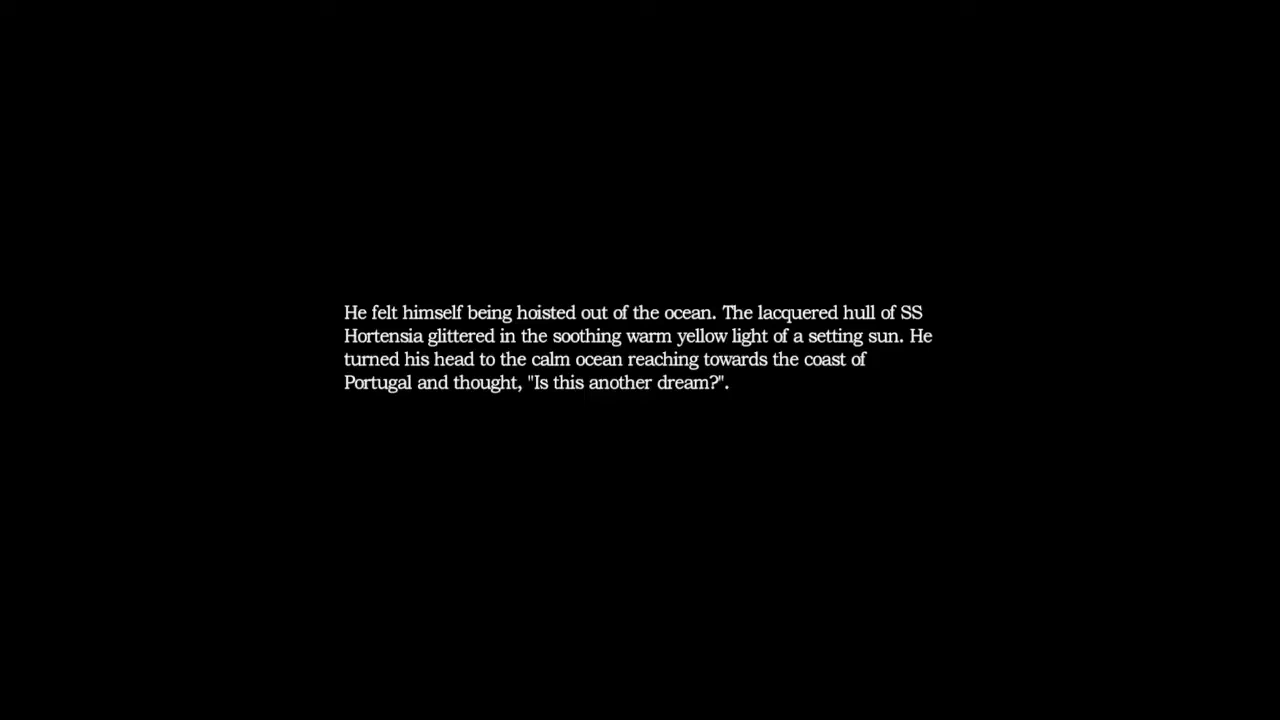 He felt himself being hoisted out of the ocean. The lacquered hull of SS
Hortensia glittered in the soothing warm yellow light of a setting sun. He
turned his head to the calm ocean reaching towards the coast of
Portugal and thought, "Is this another dream?".